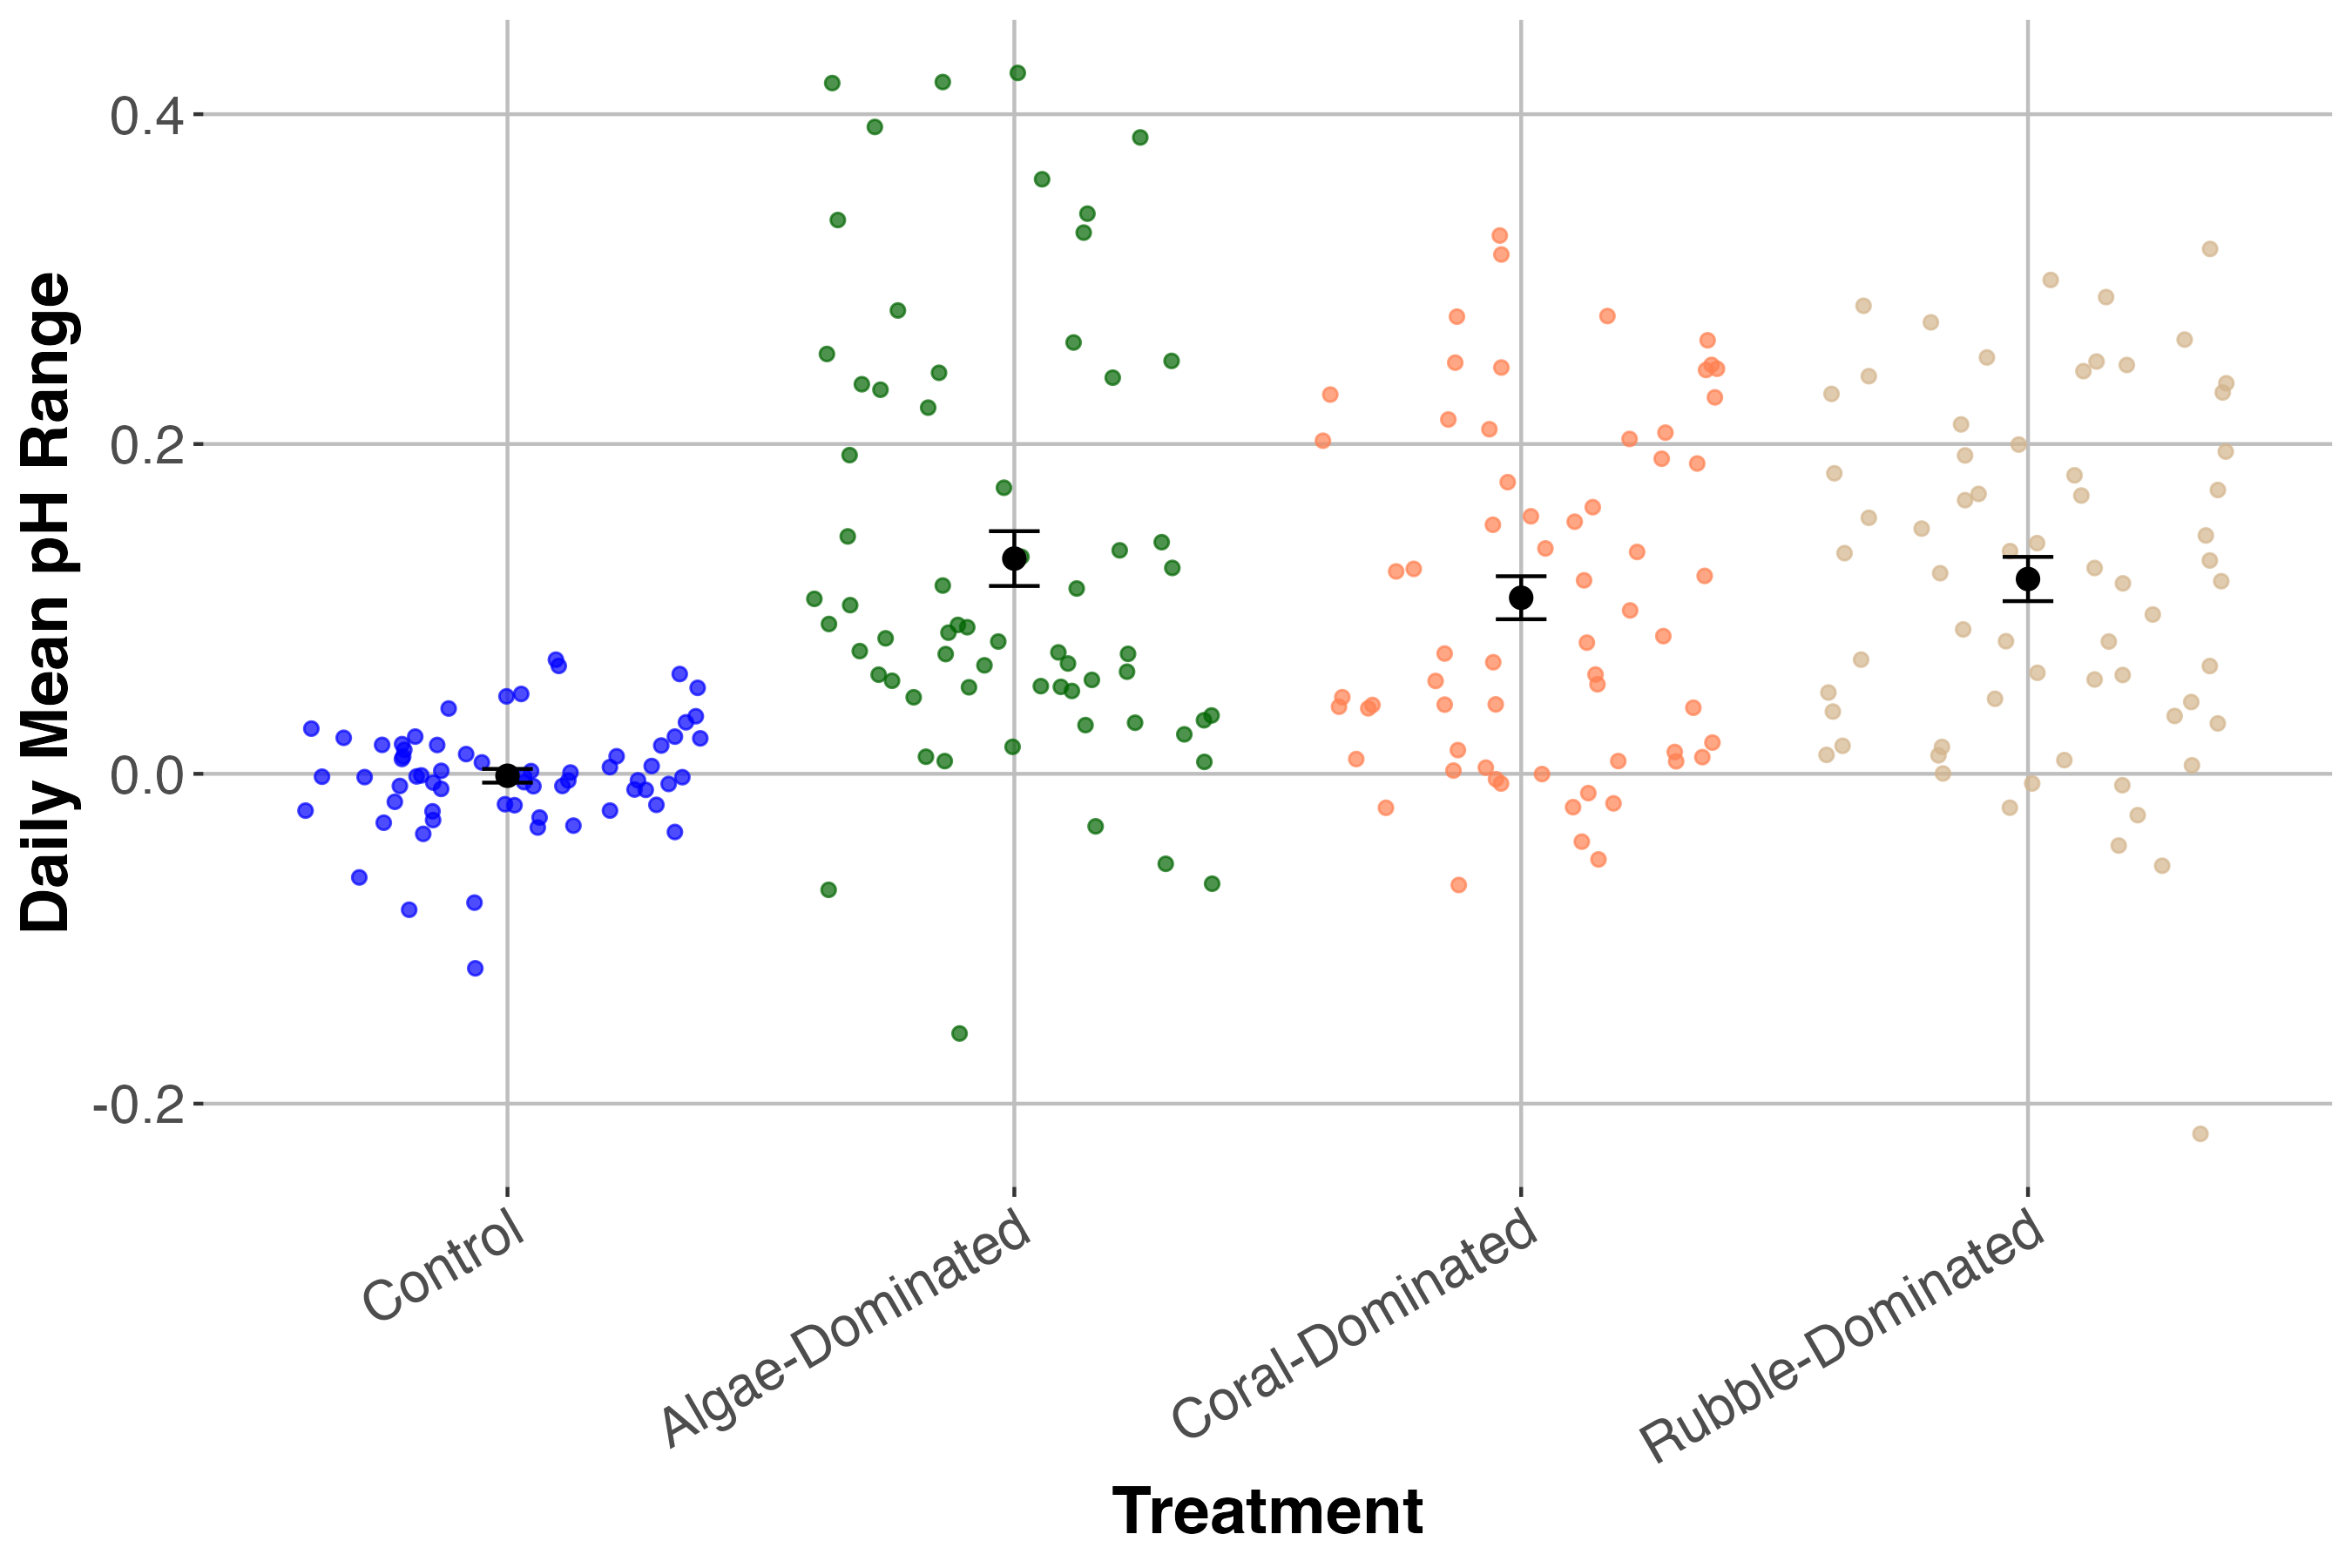 Daily Mean pH Range
0.4
0.2
0.0
-0.2
Control
Algae-Dominated
Coral-Dominated
Rubble-Dominated
Treatment